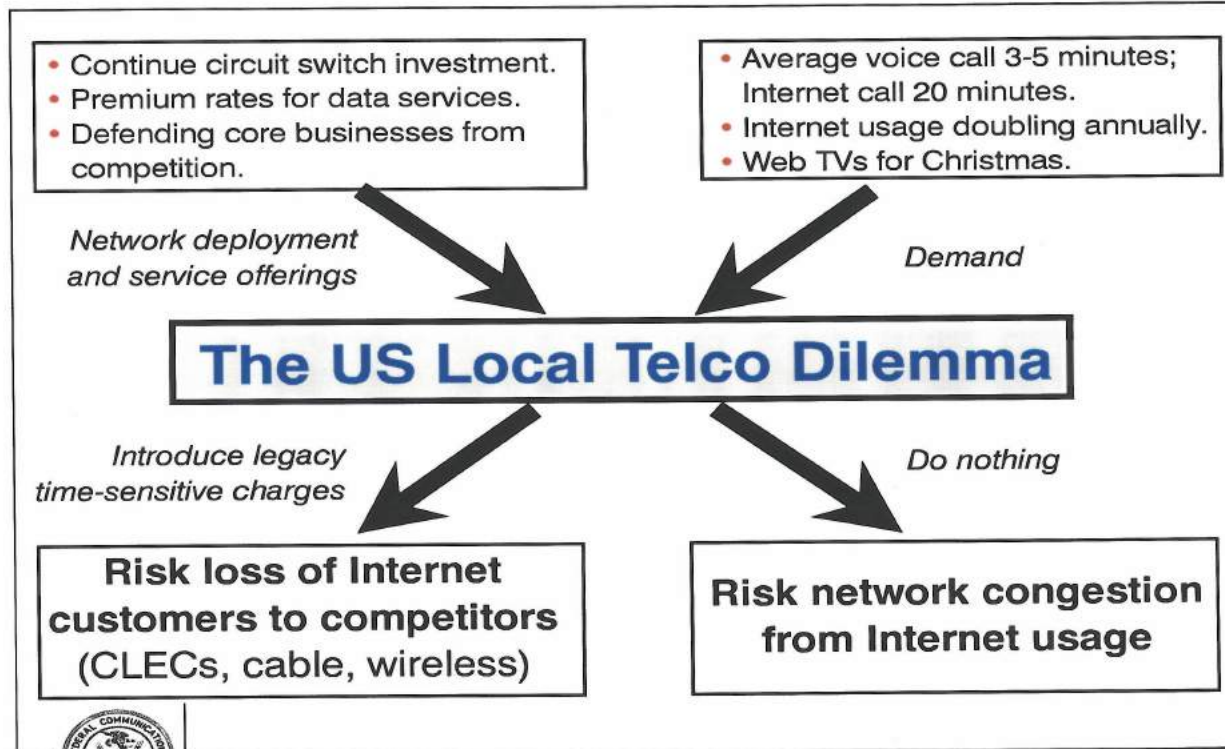 • Continue circuit switch investment.
• Premium rates for data services.
• Defending core businesses from
competition.
• Average voice call 3-5 minutes;
Internet call 20 minutes.
• Internet usage doubling annually.
• Web TVs for Christmas.
Network deployment
and service offerings
Demand
The US Local Telco Dilemma
Introduce legacy
time-sensitive charges
Do nothing
Risk loss of Internet
customers to competitors
(CLECs, cable, wireless)
Risk network congestion
from Internet usage